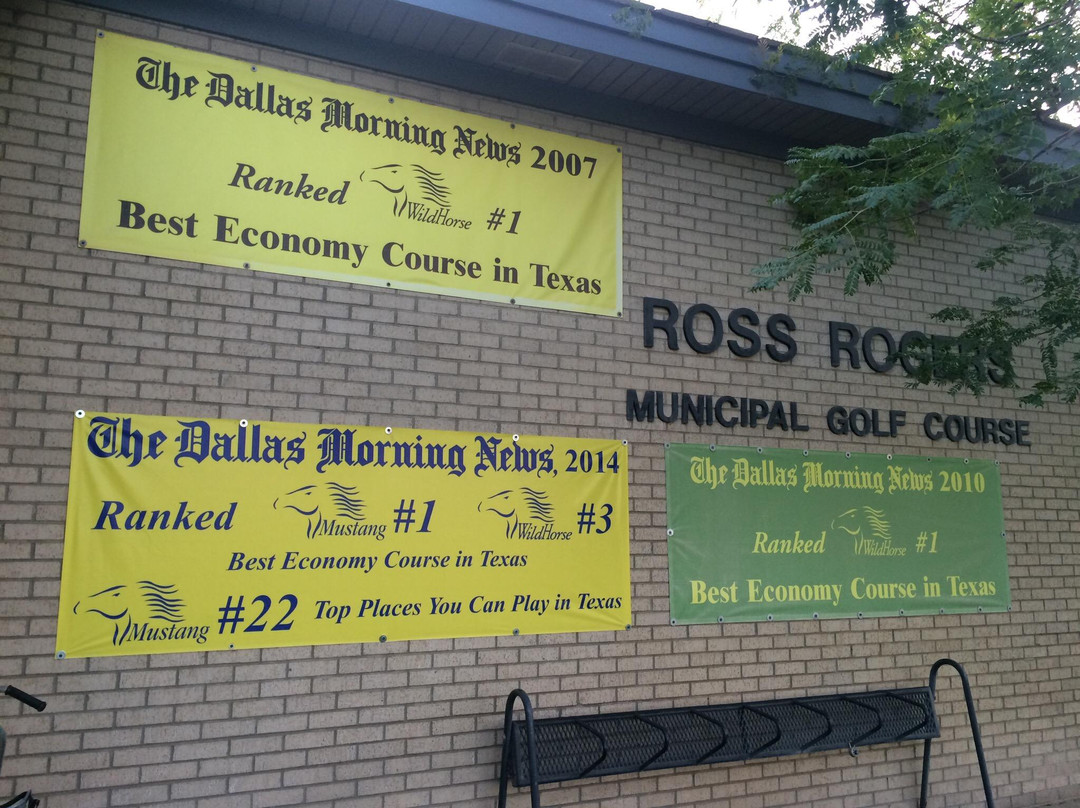 The Dallas Morning News 2007
Ranked WildHorse #1
Best Economy Course in Texas
ROSS ROGERS
MUNICIPAL GOLF COURSE
The Dallas Morning News, 2014
Ranked Mustang #1 WildHorse #3
Best Economy Course in Texas
Mustang #22 Top Places You Can Play in Texas
The Dallas Morning News 2010
Ranked WildHorse #1
Best Economy Course in Texas